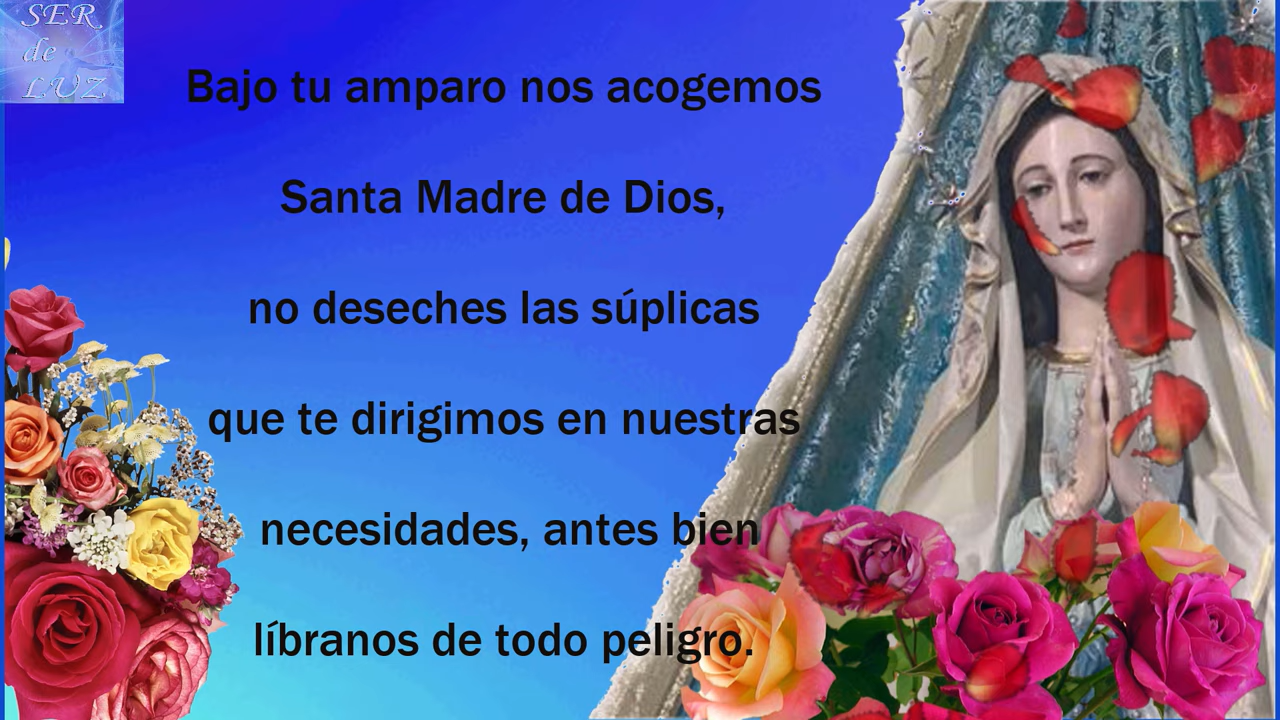 SER
de
LUZ
Bajo tu amparo nos acogemos
Santa Madre de Dios,
no deseches las súplicas
que te dirigimos en nuestras
necesidades, antes bien
líbranos de todo peligro.